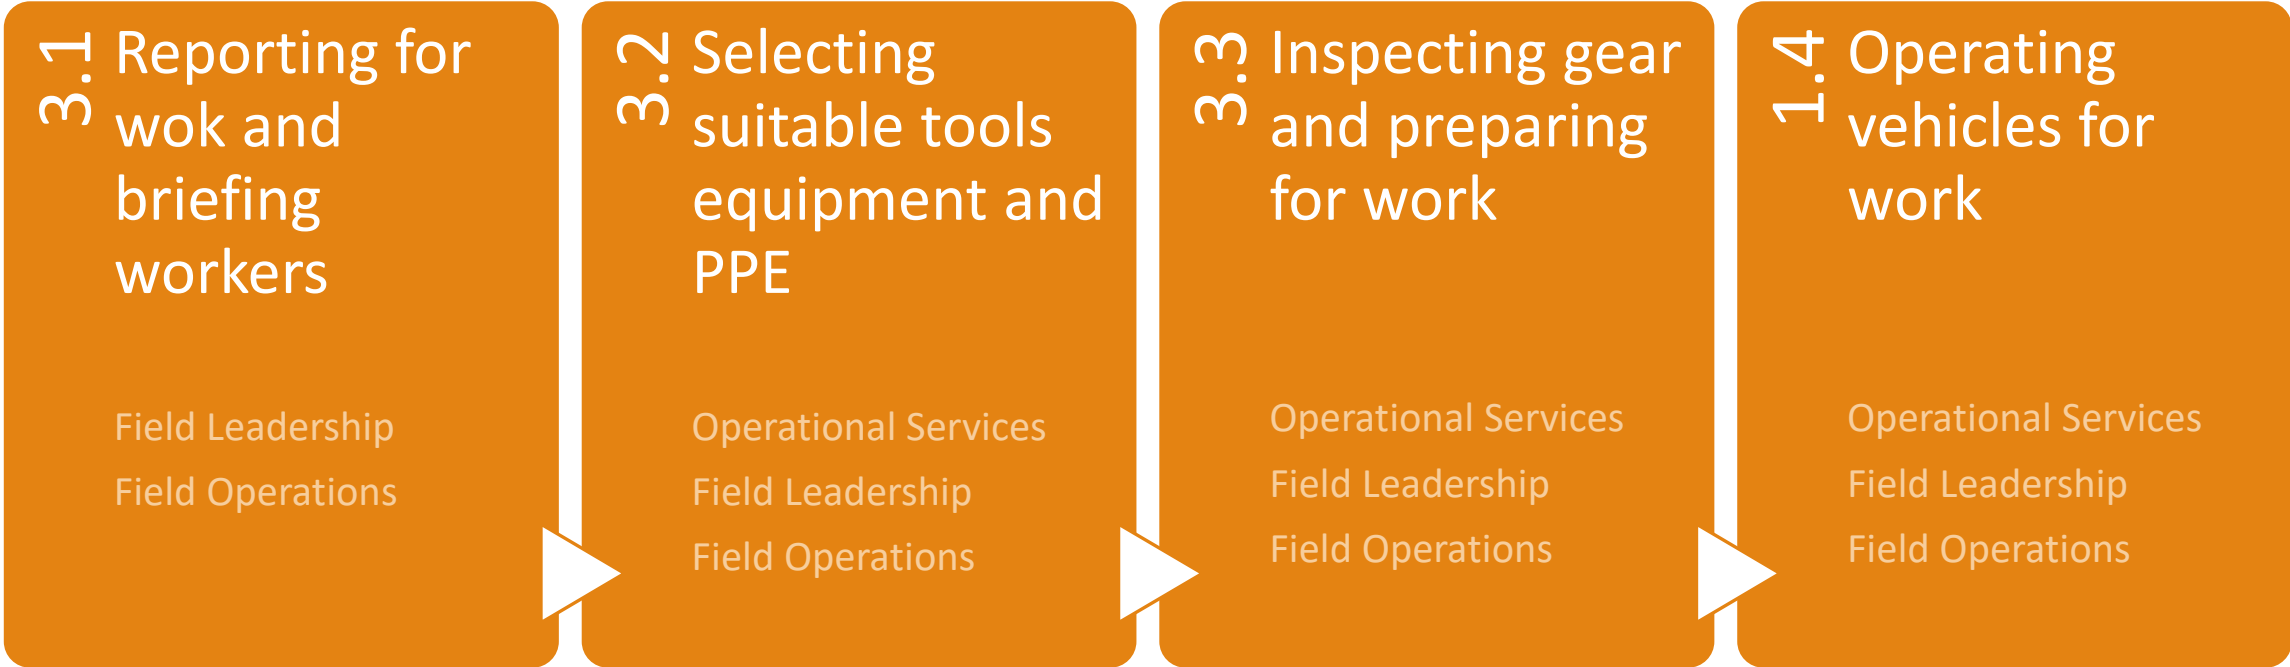 3.1
Reporting for
wok and
briefing
workers
Field Leadership
Field Operations
3.2
Selecting
suitable tools
equipment and
PPE
Operational Services
Field Leadership
Field Operations
3.3
Inspecting gear
and preparing
for work
Operational Services
Field Leadership
Field Operations
1.4
Operating
vehicles for
work
Operational Services
Field Leadership
Field Operations